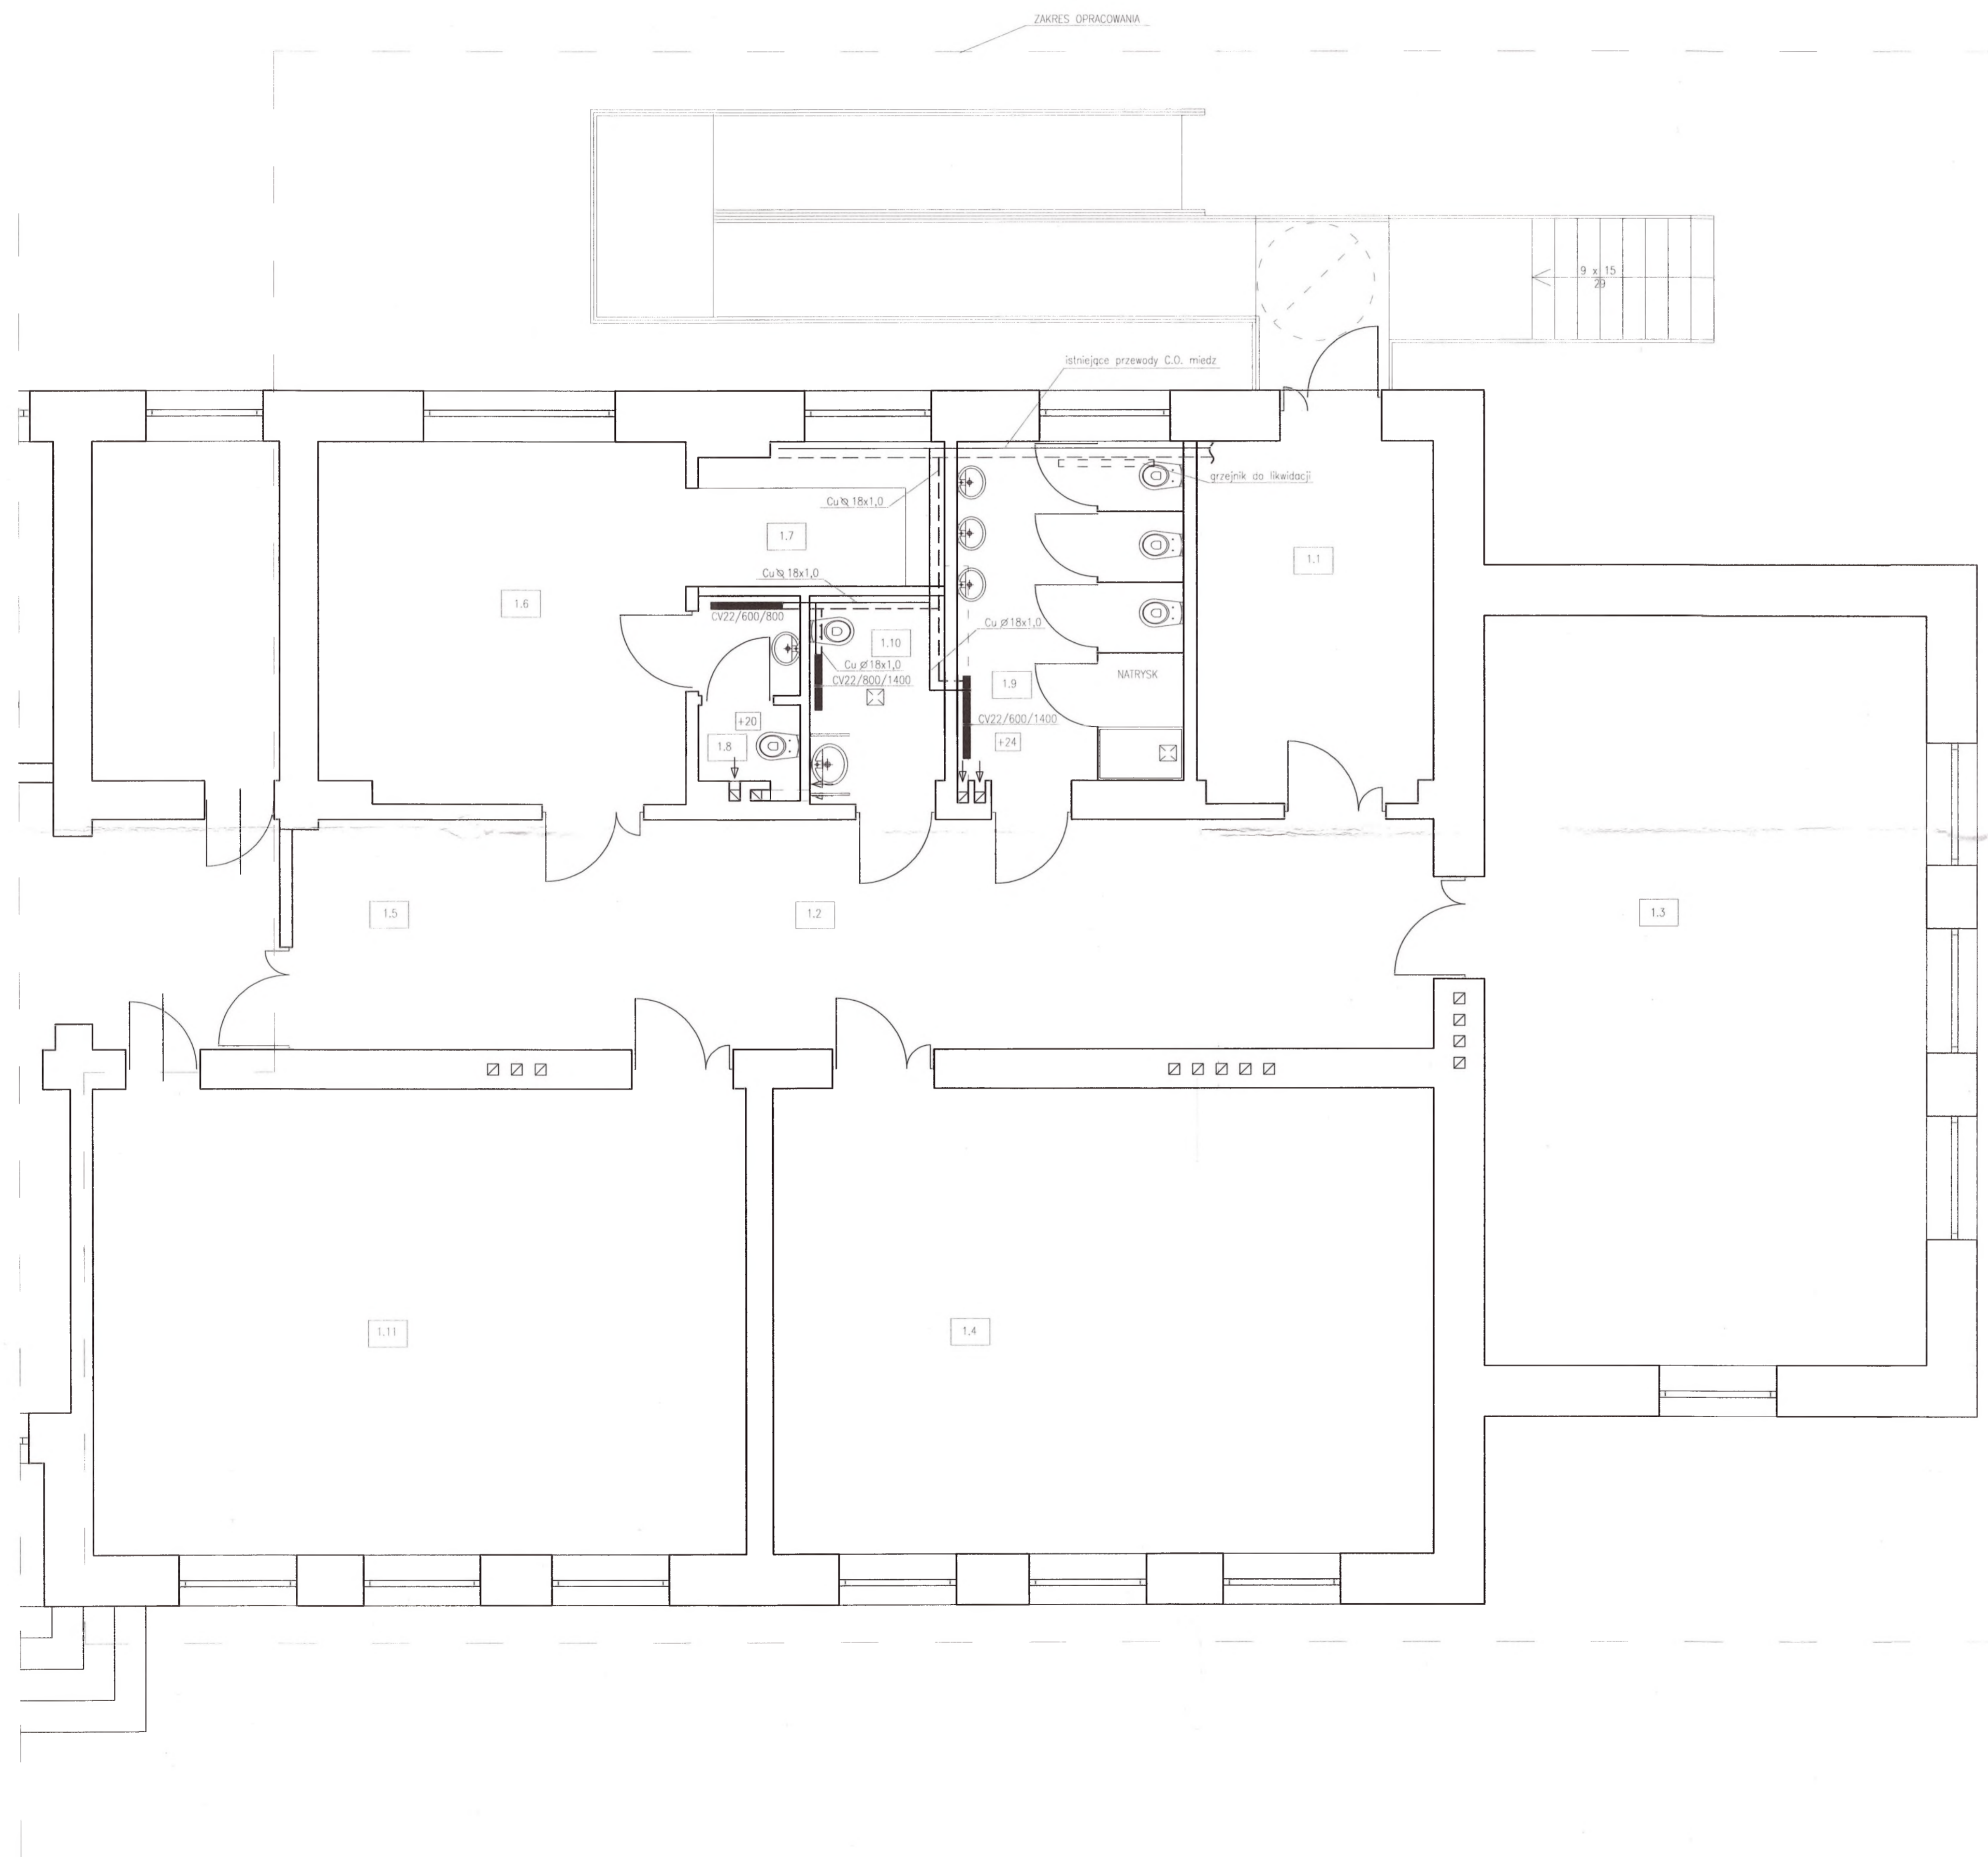 ZAKRES OPRACOWANIA
9 x 15
29
istniejące przewody C.O. miedz
grzejnik do likwidacji
Cu ⌀ 18x1,0
1.7
1.1
Cu ⌀ 18x1,0
1.6
CV22/600/800
Cu ⌀18x1,0
1.10
Cu ⌀18x1,0
CV22/800/1400
NATRYSK
1.9
+20
CV22/600/1400
1.8
+24
1.5
1.2
1.3
1.11
1.4